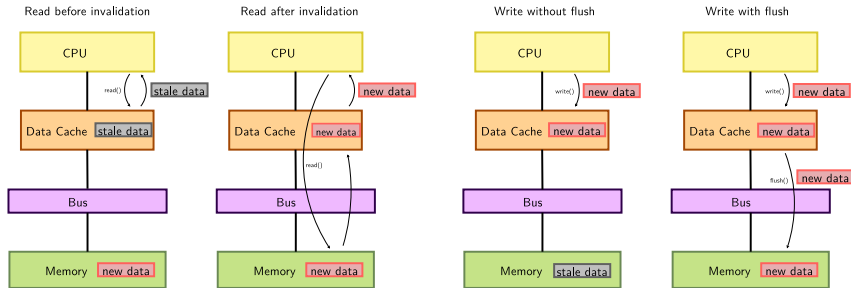 Read before invalidation
CPU
read()
stale data
Data Cache
stale data
Bus
Memory
new data
Read after invalidation
CPU
new data
Data Cache
new data
read()
Bus
Memory
new data
Write without flush
CPU
write()
new data
Data Cache
new data
Bus
Memory
stale data
Write with flush
CPU
write()
new data
Data Cache
new data
flush()
new data
Bus
Memory
new data